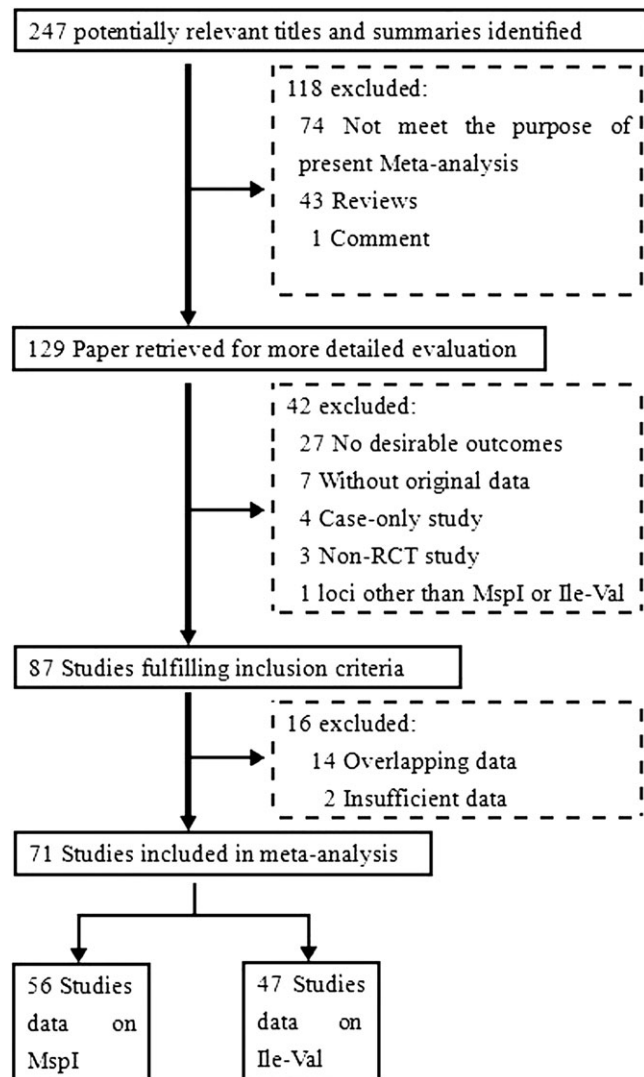 247 potentially relevant titles and summaries identified
118 excluded:
74 Not meet the purpose of
present Meta-analysis
43 Reviews
1 Comment
129 Paper retrieved for more detailed evaluation
42 excluded:
27 No desirable outcomes
7 Without original data
4 Case-only study
3 Non-RCT study
1 loci other than MspI or Ile-Val
87 Studies fulfilling inclusion criteria
16 excluded:
14 Overlapping data
2 Insufficient data
71 Studies included in meta-analysis
56 Studies
data on
MspI
47 Studies
data on
Ile-Val